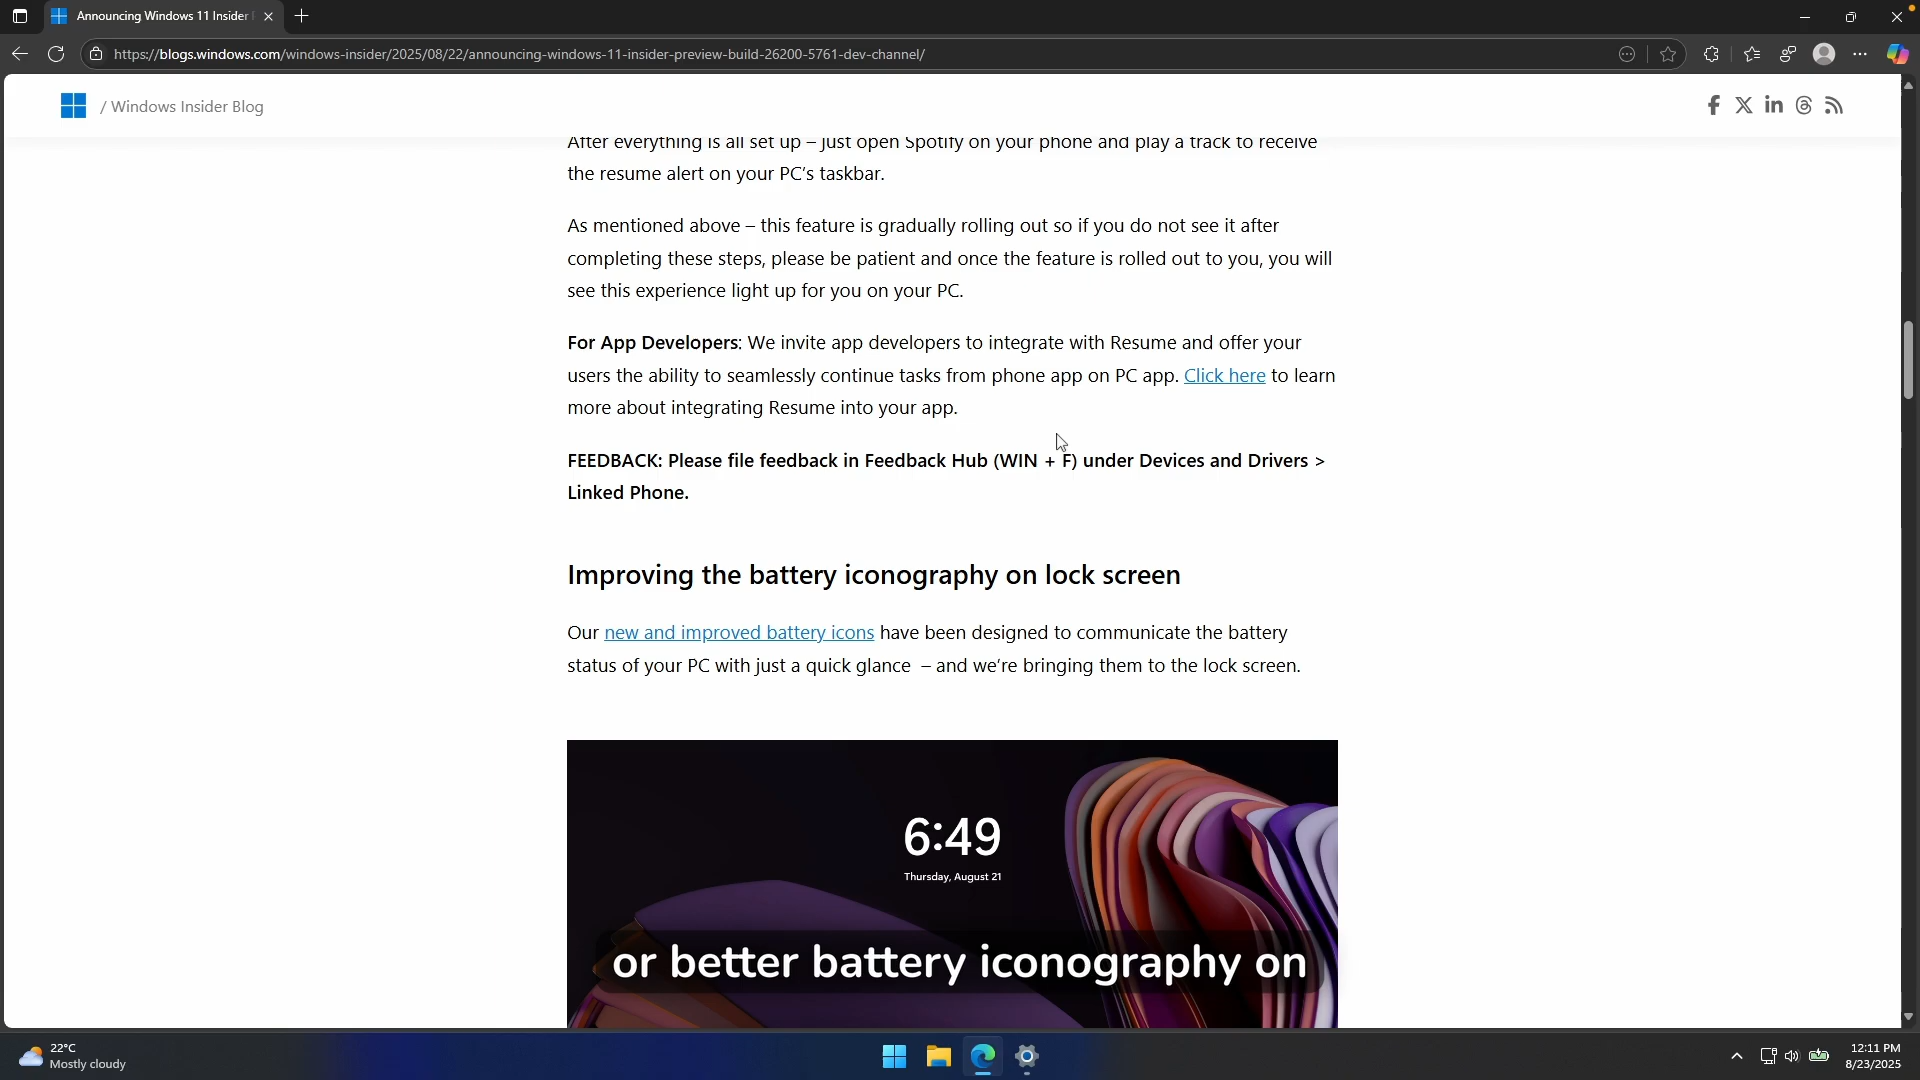 Announcing Windows 11 Insider
https://blogs.windows.com/windows-insider/2025/08/22/announcing-windows-11-insider-preview-build-26200-5761-dev-channel/
/ Windows Insider Blog
After everything is all set up – just open Spotify on your phone and play a track to receive
the resume alert on your PC’s taskbar.
As mentioned above – this feature is gradually rolling out so if you do not see it after
completing these steps, please be patient and once the feature is rolled out to you, you will
see this experience light up for you on your PC.
For App Developers: We invite app developers to integrate with Resume and offer your
users the ability to seamlessly continue tasks from phone app on PC app. Click here to learn
more about integrating Resume into your app.
FEEDBACK: Please file feedback in Feedback Hub (WIN + F) under Devices and Drivers >
Linked Phone.
Improving the battery iconography on lock screen
Our new and improved battery icons have been designed to communicate the battery
status of your PC with just a quick glance  – and we’re bringing them to the lock screen.
6:49
Thursday, August 21
or better battery iconography on
22°C
Mostly cloudy
12:11 PM
8/23/2025